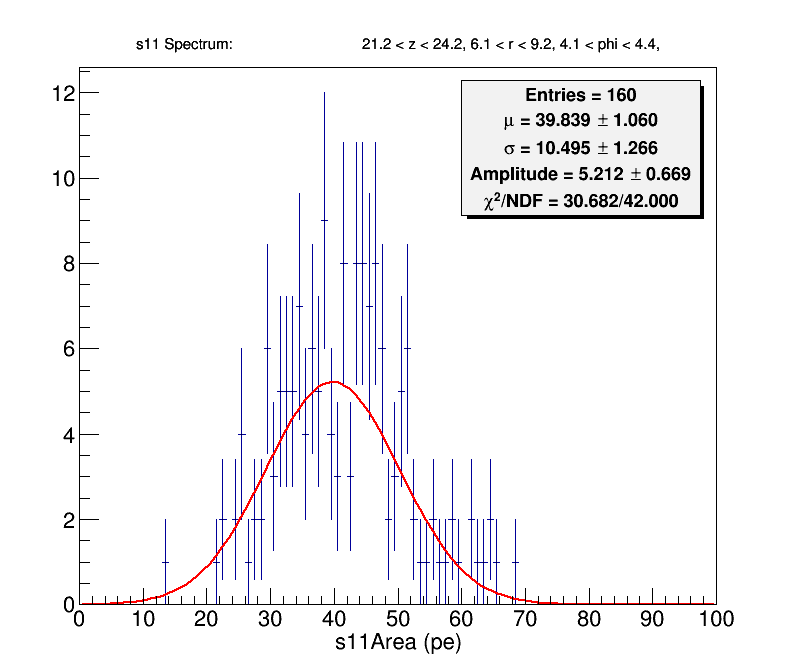 s11 Spectrum: 21.2 < z < 24.2, 6.1 < r < 9.2, 4.1 < phi < 4.4,
Entries = 160
μ = 39.839 ± 1.060
σ = 10.495 ± 1.266
Amplitude = 5.212 ± 0.669
χ²/NDF = 30.682/42.000
12
10
8
6
4
2
0
0 10 20 30 40 50 60 70 80 90 100
s11Area (pe)